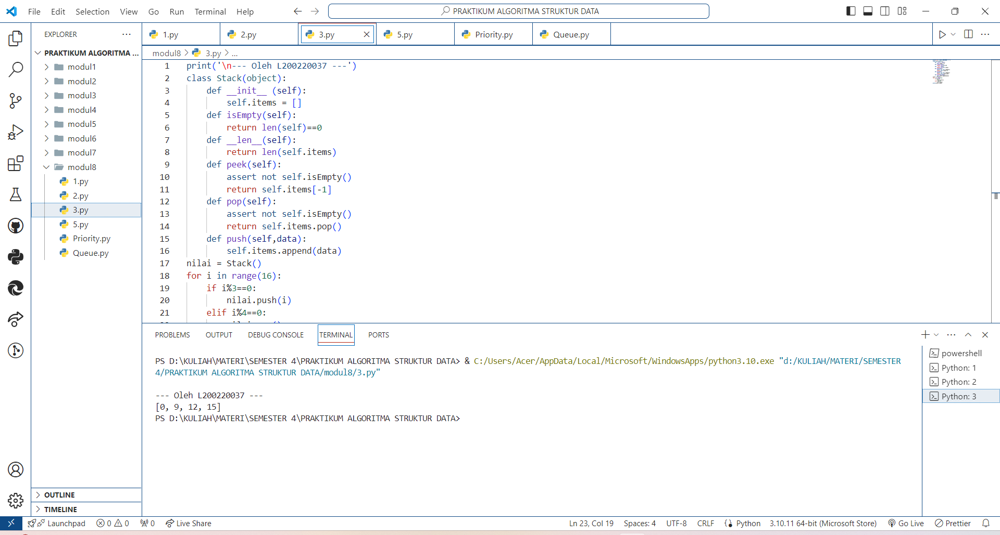 File Edit Selection View Go Run Terminal Help
PRAKTIKUM ALGORITMA STRUKTUR DATA
EXPLORER
PRAKTIKUM ALGORITMA ...
modul1
modul2
modul3
modul4
modul5
modul6
modul7
modul8
1.py
2.py
3.py
5.py
Priority.py
Queue.py
OUTLINE
TIMELINE
1.py 2.py 3.py 5.py Priority.py Queue.py
modul8 > 3.py > ...
1 print('\n--- Oleh L200220037 ---')
2 class Stack(object):
3     def __init__ (self):
4         self.items = []
5     def isEmpty(self):
6         return len(self)==0
7     def __len__(self):
8         return len(self.items)
9     def peek(self):
10         assert not self.isEmpty()
11         return self.items[-1]
12     def pop(self):
13         assert not self.isEmpty()
14         return self.items.pop()
15     def push(self,data):
16         self.items.append(data)
17 nilai = Stack()
18 for i in range(16):
19     if i%3==0:
20         nilai.push(i)
21     elif i%4==0:
PROBLEMS OUTPUT DEBUG CONSOLE TERMINAL PORTS
PS D:\KULIAH\MATERI\SEMESTER 4\PRAKTIKUM ALGORITMA STRUKTUR DATA> & C:/Users/Acer/AppData/Local/Microsoft/WindowsApps/python3.10.exe "d:/KULIAH/MATERI/SEMESTER
4/PRAKTIKUM ALGORITMA STRUKTUR DATA/modul8/3.py"
--- Oleh L200220037 ---
[0, 9, 12, 15]
PS D:\KULIAH\MATERI\SEMESTER 4\PRAKTIKUM ALGORITMA STRUKTUR DATA>
powershell
Python: 1
Python: 2
Python: 3
Launchpad 0 0 0 Live Share Ln 23, Col 19 Spaces: 4 UTF-8 CRLF Python 3.10.11 64-bit (Microsoft Store) Go Live Prettier